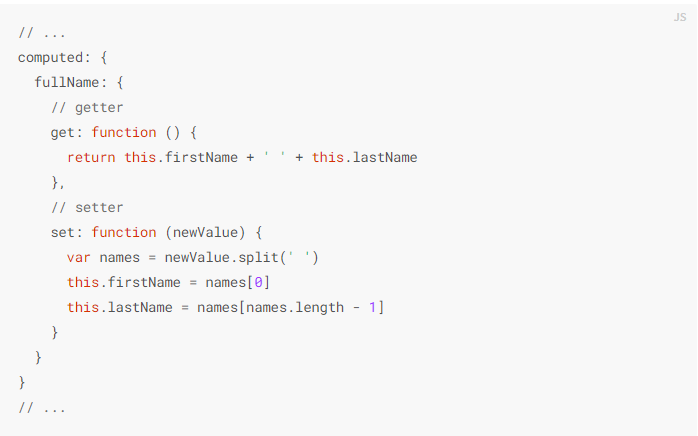 JS
// ...
computed: {
  fullName: {
    // getter
    get: function () {
      return this.firstName + ' ' + this.lastName
    },
    // setter
    set: function (newValue) {
      var names = newValue.split(' ')
      this.firstName = names[0]
      this.lastName = names[names.length - 1]
    }
  }
}
// ...